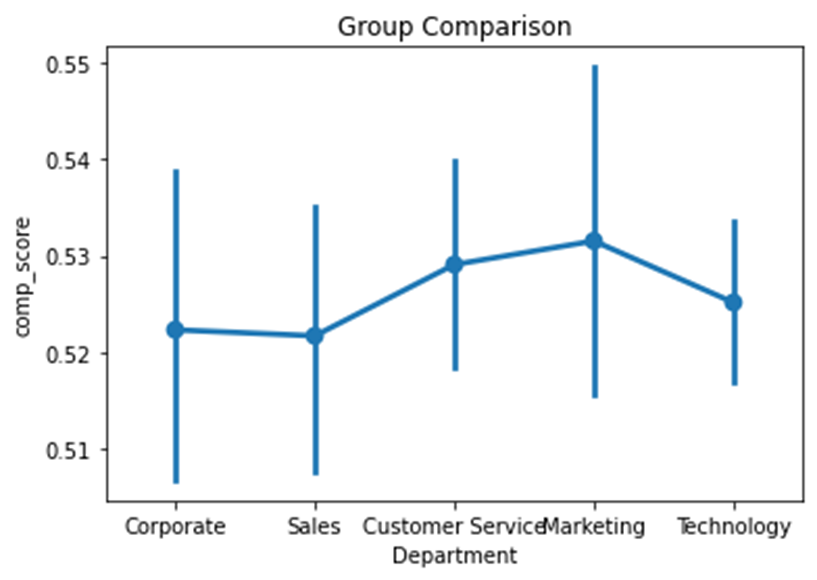 Group Comparison
comp_score
0.55
0.54
0.53
0.52
0.51
Corporate Sales Customer Service Marketing Technology
Department